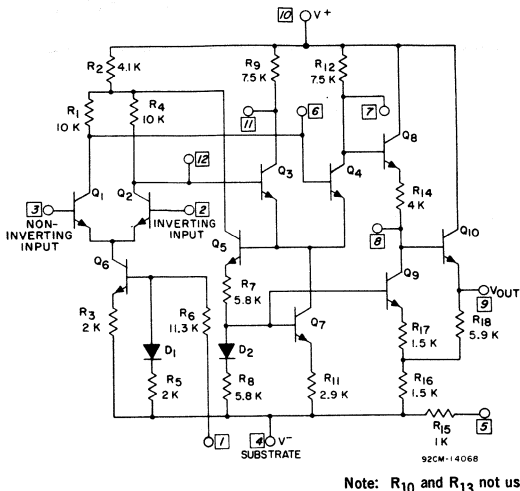 10 V+
R2 4.1 K
R9
7.5 K
R12
7.5 K
R1
10 K
R4
10 K
11
6
7
Q8
12
Q3
Q4
R14
4 K
3
Q1
Q2
2
NON-
INVERTING
INPUT
INVERTING
INPUT
8
Q10
Q5
Q6
Q9
R7
5.8 K
VOUT
9
R3
2 K
R6
11.3 K
Q7
R17
1.5 K
R18
5.9 K
D1
D2
R5
2 K
R8
5.8 K
R11
2.9 K
R16
1.5 K
R15
1 K
5
1
4 V-
SUBSTRATE
92CM-14068
Note: R10 and R13 not us